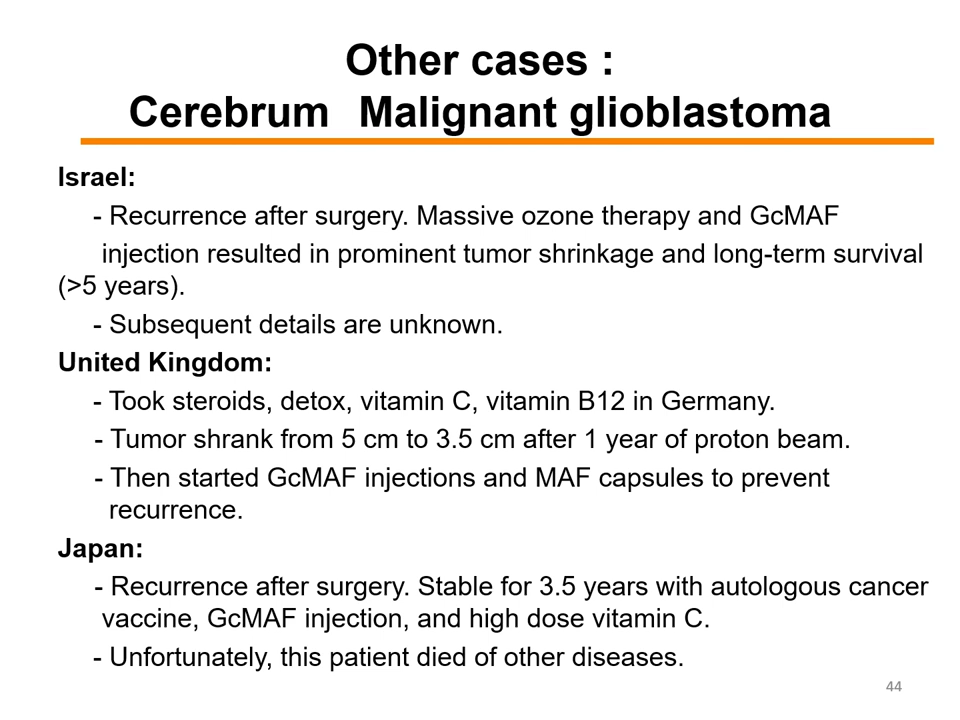 Other cases :
Cerebrum Malignant glioblastoma
Israel:
- Recurrence after surgery. Massive ozone therapy and GcMAF
injection resulted in prominent tumor shrinkage and long-term survival
(>5 years).
- Subsequent details are unknown.
United Kingdom:
- Took steroids, detox, vitamin C, vitamin B12 in Germany.
- Tumor shrank from 5 cm to 3.5 cm after 1 year of proton beam.
- Then started GcMAF injections and MAF capsules to prevent
recurrence.
Japan:
- Recurrence after surgery. Stable for 3.5 years with autologous cancer
vaccine, GcMAF injection, and high dose vitamin C.
- Unfortunately, this patient died of other diseases.
44